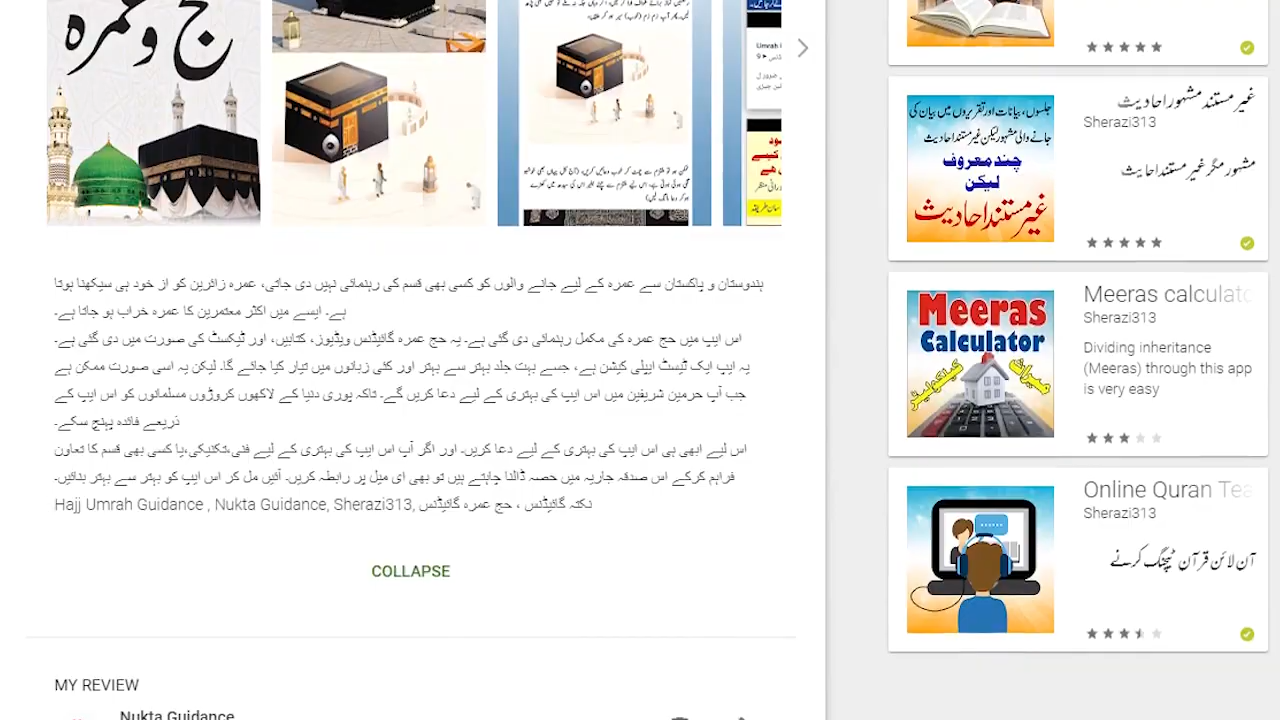 حج و عمرہ
غیر مستند مشہور احادیث
Sherazi313
مشہور مگر غیر مستند احادیث
جلسوں، بیانات اور تقریروں میں بیان کی
جانے والی مشہور لیکن غیر مستند احادیث
چند معروف
لیکن
غیر مستند احادیث
Meeras calculato
Sherazi313
Dividing inheritance
(Meeras) through this app
is very easy
Meeras
Calculator
میراث
کیلکولیٹر
Online Quran Tea
Sherazi313
آن لائن قرآن ٹیچنگ کرنے
ہندوستان و پاکستان سے عمرہ کے لیے جانے والوں کو کسی بھی قسم کی رہنمائی نہیں دی جاتی، عمرہ زائرین کو از خود ہی سیکھنا ہوتا
ہے۔ ایسے میں اکثر معتمرین کا عمرہ خراب ہو جاتا ہے۔
اس ایپ میں حج عمرہ کی مکمل رہنمائی دی گئی ہے۔ یہ حج عمرہ گائیڈنس ویڈیوز، کتابیں، اور ٹیکسٹ کی صورت میں دی گئی ہے۔
یہ ایپ ایک ٹیسٹ ایپلی کیشن ہے، جسے بہت جلد بہتر سے بہتر اور کئی زبانوں میں تیار کیا جائے گا۔ لیکن یہ اسی صورت ممکن ہے
جب آپ حرمین شریفین میں اس ایپ کی بہتری کے لیے دعا کریں گے۔ تاکہ پوری دنیا کے لاکھوں کروڑوں مسلمانوں کو اس ایپ کے
ذریعے فائدہ پہنچ سکے۔
اس لیے ابھی ہی اس ایپ کی بہتری کے لیے دعا کریں۔ اور اگر آپ اس ایپ کی بہتری کے لیے فنی،تکنیکی،یا کسی بھی قسم کا تعاون
فراہم کرکے اس صدقہ جاریہ میں حصہ ڈالنا چاہتے ہیں تو بھی ای میل پر رابطہ کریں۔ آئیں مل کر اس ایپ کو بہتر سے بہتر بنائیں۔
Hajj Umrah Guidance , Nukta Guidance, Sherazi313, نکتہ گائیڈنس ، حج عمرہ گائیڈنس
COLLAPSE
MY REVIEW
Nukta Guidance